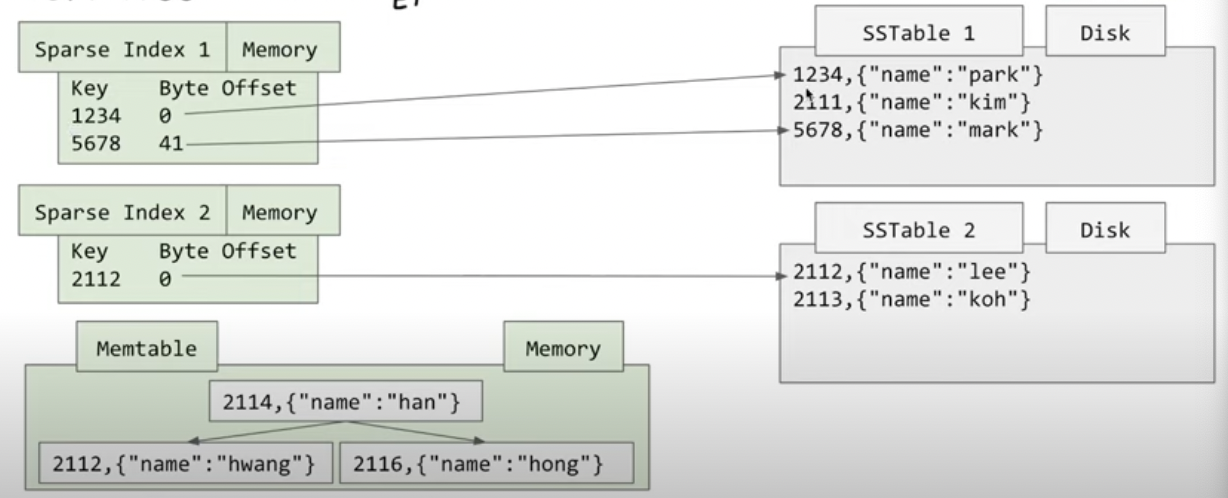 Sparse Index 1 Memory
Key Byte Offset
1234 0
5678 41
SSTable 1 Disk
1234,{"name":"park"}
2111,{"name":"kim"}
5678,{"name":"mark"}
Sparse Index 2 Memory
Key Byte Offset
2112 0
SSTable 2 Disk
2112,{"name":"lee"}
2113,{"name":"koh"}
Memtable Memory
2114,{"name":"han"}
2112,{"name":"hwang"} 2116,{"name":"hong"}